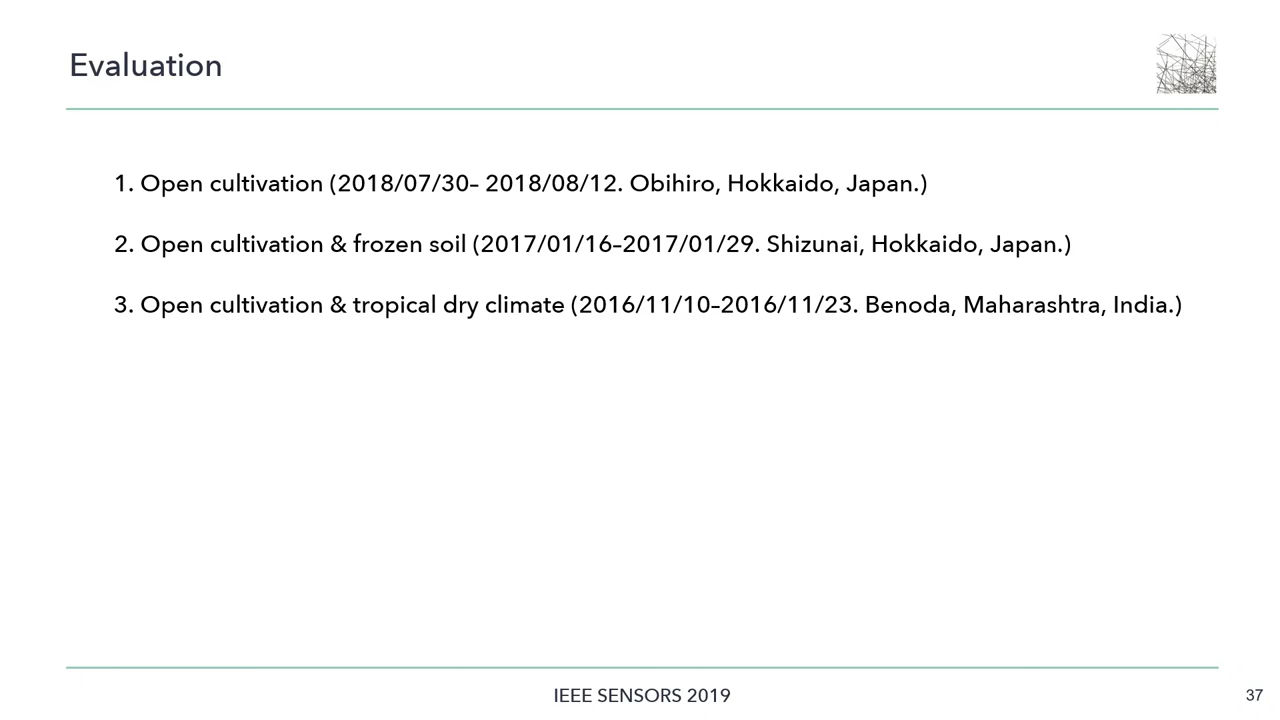 Evaluation
1. Open cultivation (2018/07/30– 2018/08/12. Obihiro, Hokkaido, Japan.)
2. Open cultivation & frozen soil (2017/01/16–2017/01/29. Shizunai, Hokkaido, Japan.)
3. Open cultivation & tropical dry climate (2016/11/10–2016/11/23. Benoda, Maharashtra, India.)
IEEE SENSORS 2019
37